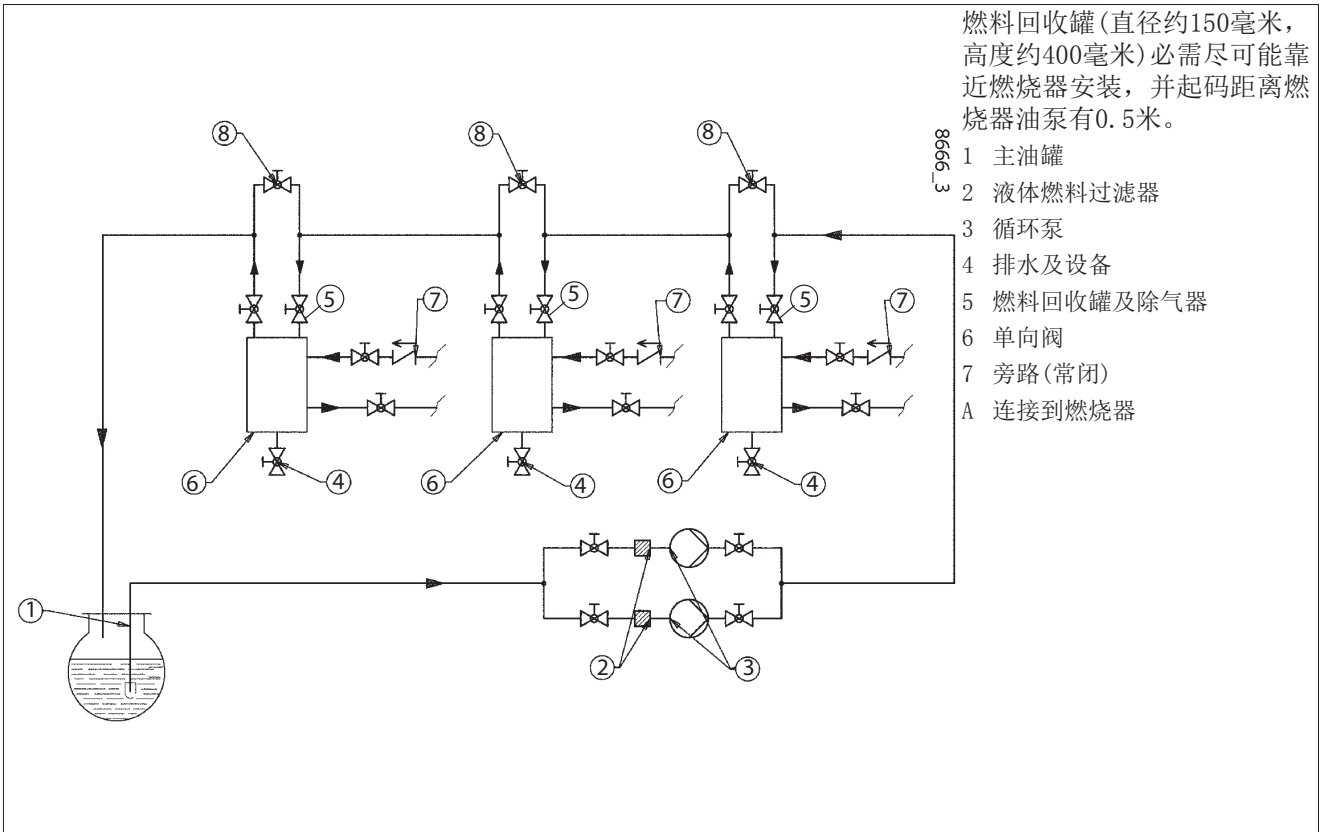 燃料回收罐(直径约150毫米，
高度约400毫米)必需尽可能靠
近燃烧器安装，并起码距离燃
烧器油泵有0.5米。
1 主油罐
2 液体燃料过滤器
3 循环泵
4 排水及设备
5 燃料回收罐及除气器
6 单向阀
7 旁路(常闭)
A 连接到燃烧器
8666_3
8
8
8
5
7
5
7
5
7
6
4
6
4
6
4
1
2
3